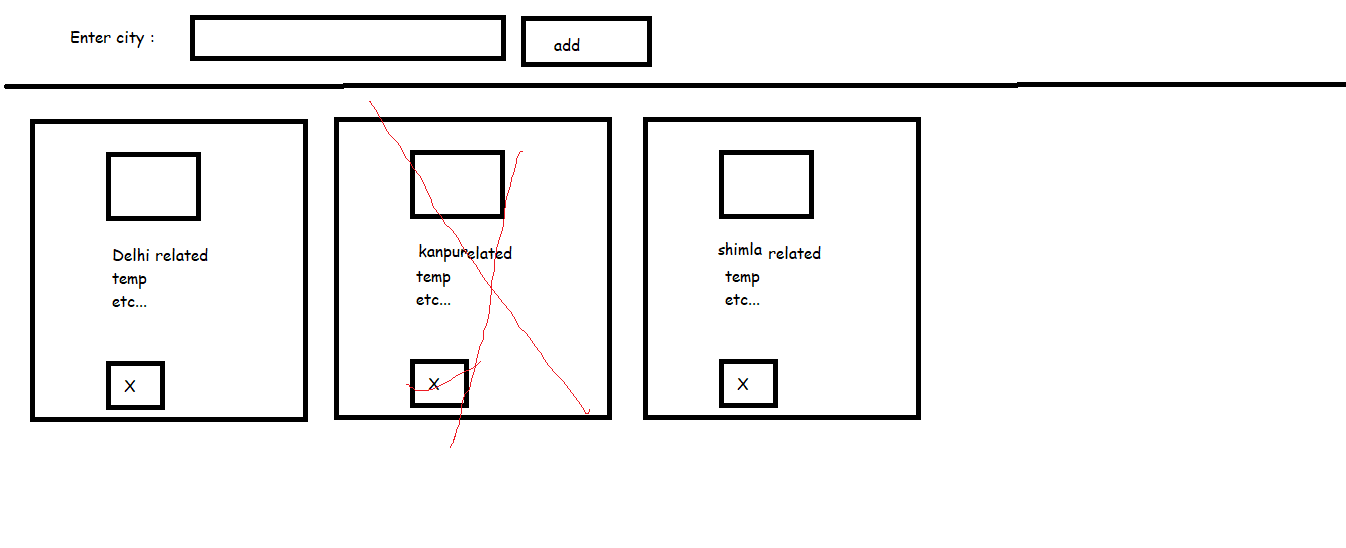 Enter city :
add
Delhi related
temp
etc...
X
kanpurelated
temp
etc...
X
shimla related
temp
etc...
X